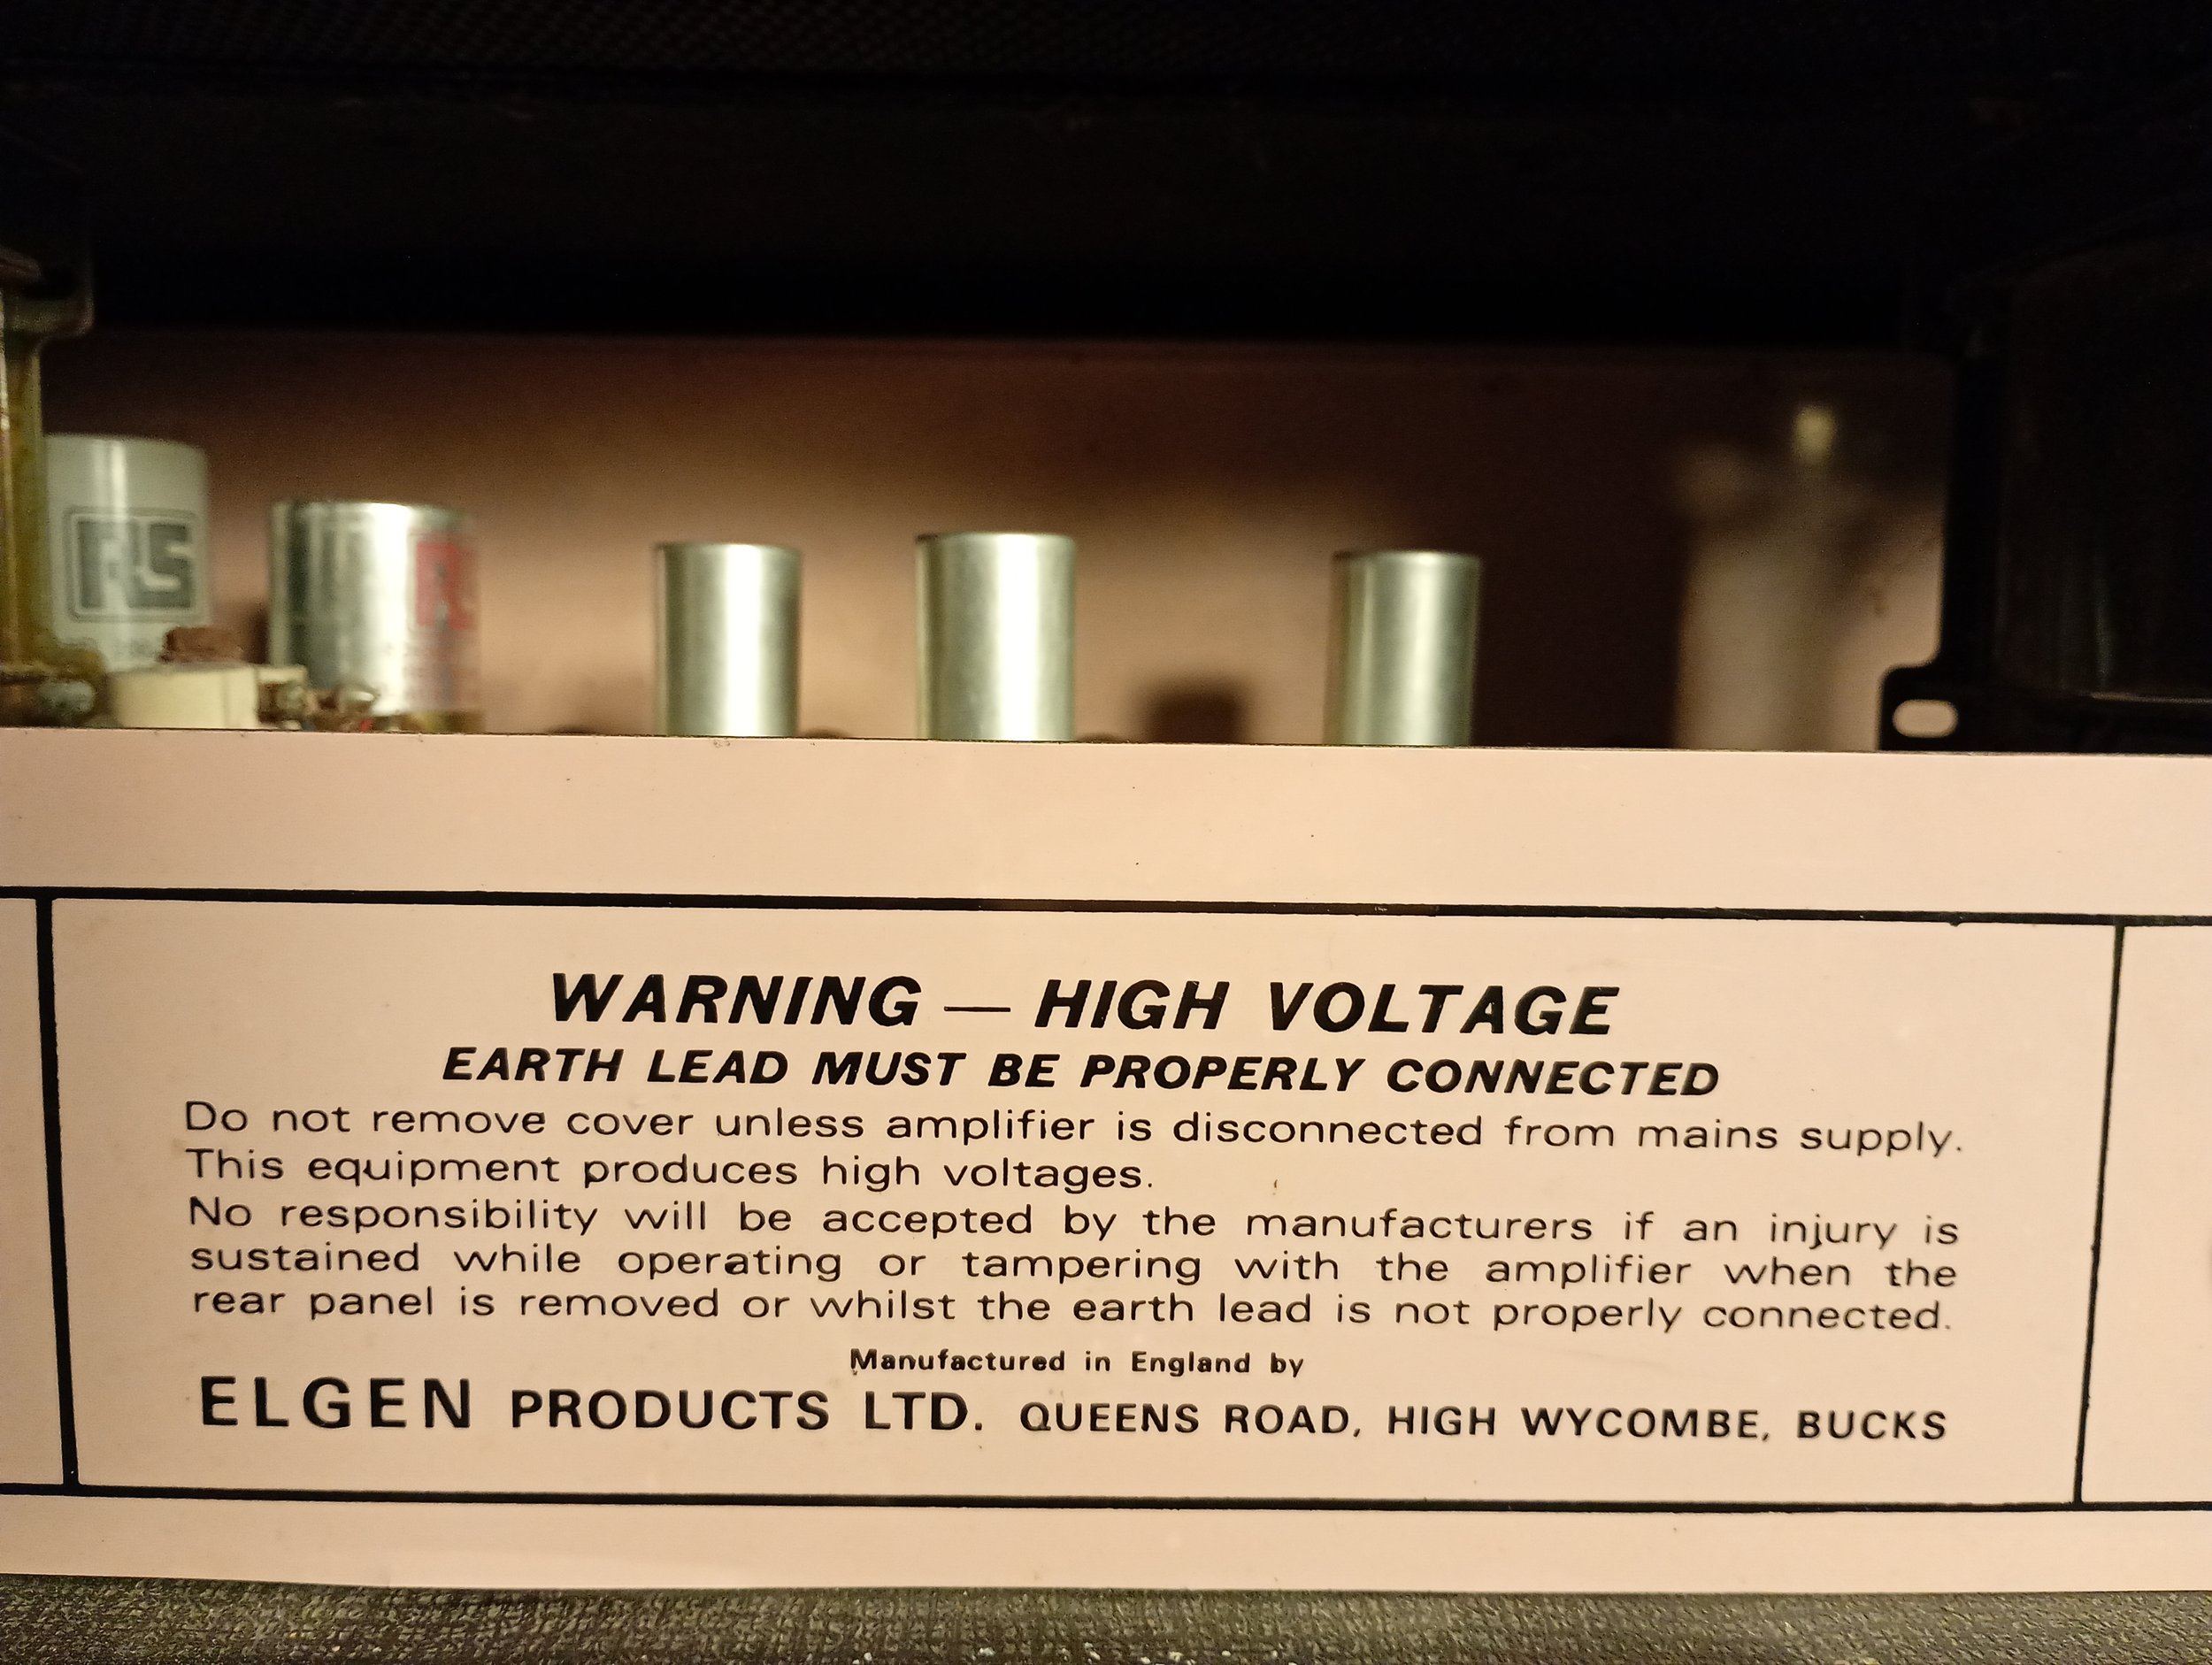 RS
WARNING — HIGH VOLTAGE
EARTH LEAD MUST BE PROPERLY CONNECTED
Do not remove cover unless amplifier is disconnected from mains supply.
This equipment produces high voltages.
No responsibility will be accepted by the manufacturers if an injury is
sustained while operating or tampering with the amplifier when the
rear panel is removed or whilst the earth lead is not properly connected.
Manufactured in England by
ELGEN PRODUCTS LTD. QUEENS ROAD, HIGH WYCOMBE, BUCKS